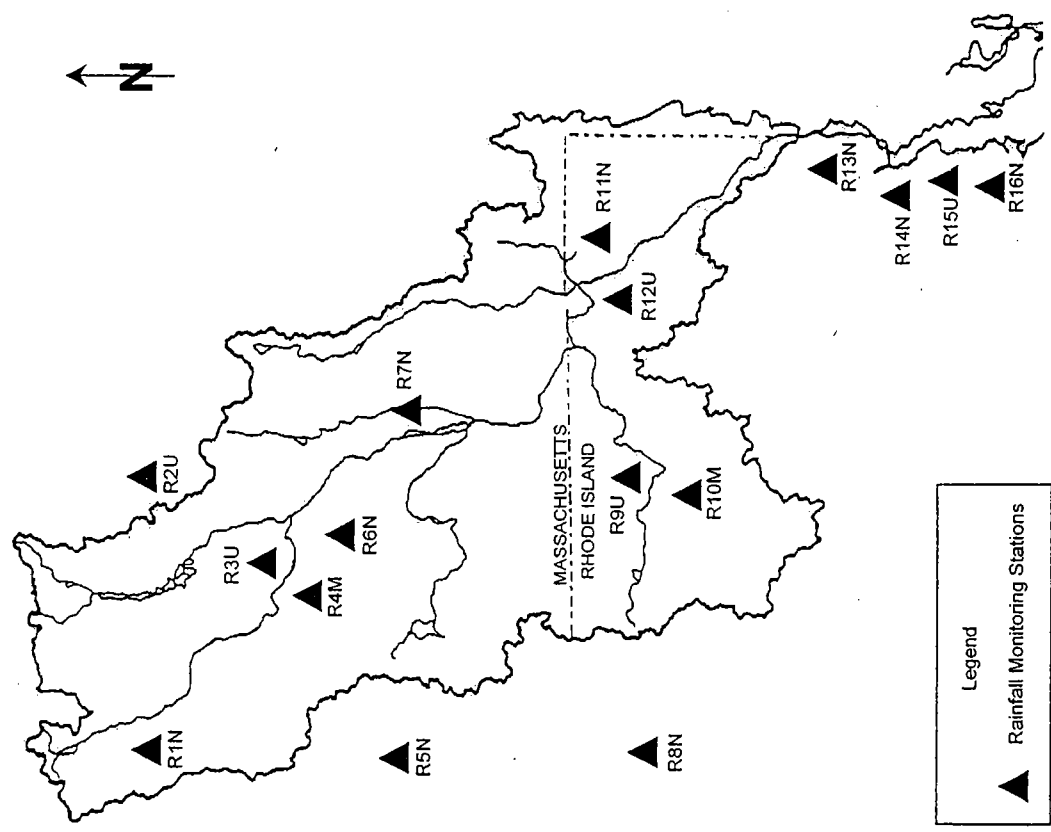 N
R2U
R1N
R3U
R4M
R6N
R7N
R5N
R8N
MASSACHUSETTS
RHODE ISLAND
R9U
R10M
R11N
R12U
R13N
R14N
R15U
R16N
Legend
Rainfall Monitoring Stations